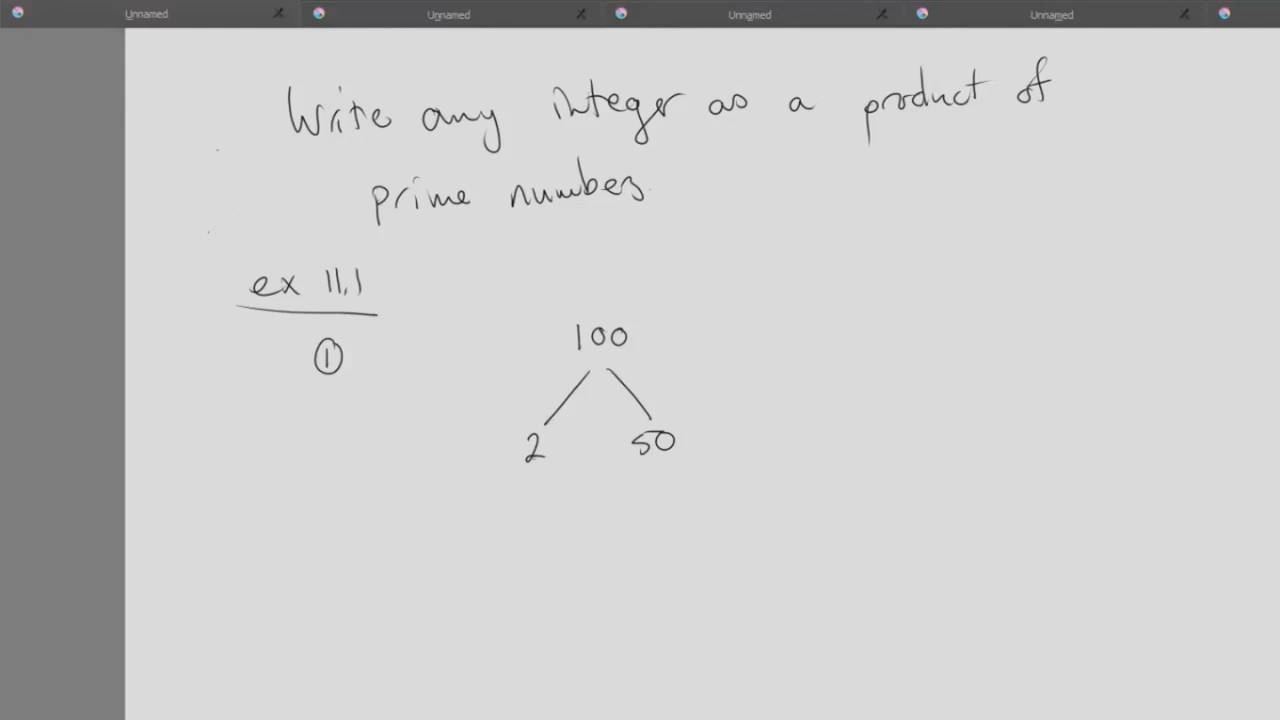 Unnamed Unnamed Unnamed Unnamed
Write any integer as a product of
prime numbers.
ex 11.1
①
100
2 50